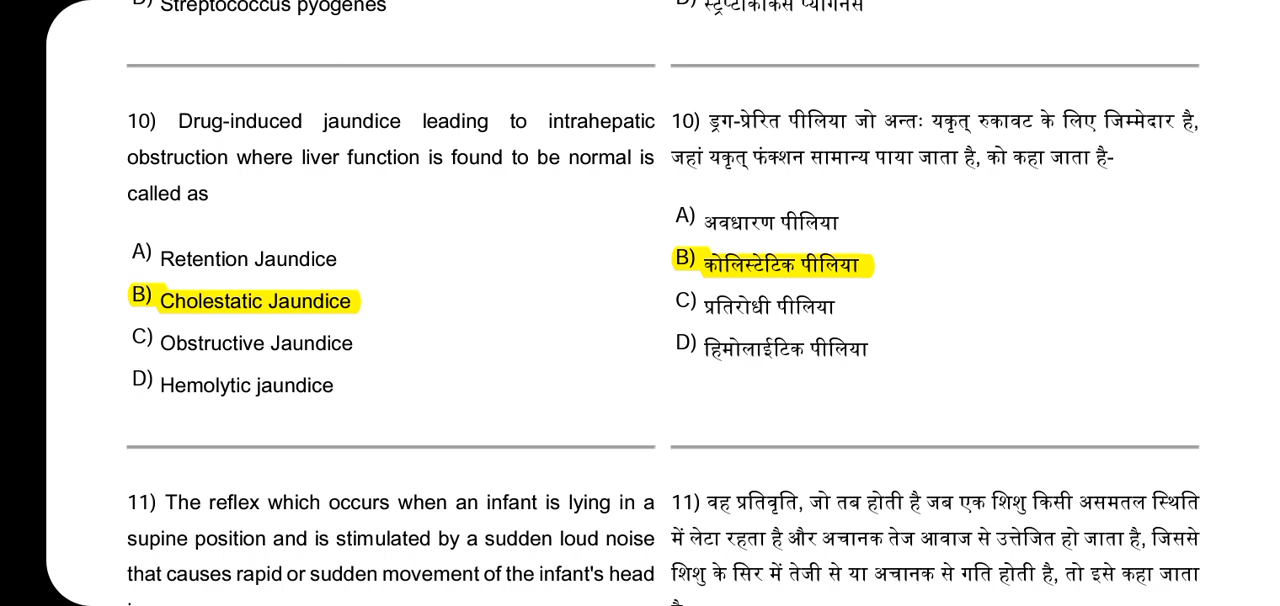 D) Streptococcus pyogenes
10) Drug-induced jaundice leading to intrahepatic
obstruction where liver function is found to be normal is
called as
A) Retention Jaundice
B) Cholestatic Jaundice
C) Obstructive Jaundice
D) Hemolytic jaundice
11) The reflex which occurs when an infant is lying in a
supine position and is stimulated by a sudden loud noise
that causes rapid or sudden movement of the infant's head
D) स्ट्रेप्टोकोकस प्योगेनेस
10) ड्रग-प्रेरित पीलिया जो अन्तः यकृत् रुकावट के लिए जिम्मेदार है,
जहां यकृत् फंक्शन सामान्य पाया जाता है, को कहा जाता है-
A) अवधारण पीलिया
B) कोलिस्टेटिक पीलिया
C) प्रतिरोधी पीलिया
D) हिमोलाईटिक पीलिया
11) वह प्रतिवृति, जो तब होती है जब एक शिशु किसी असमतल स्थिति
में लेटा रहता है और अचानक तेज आवाज से उत्तेजित हो जाता है, जिससे
शिशु के सिर में तेजी से या अचानक से गति होती है, तो इसे कहा जाता